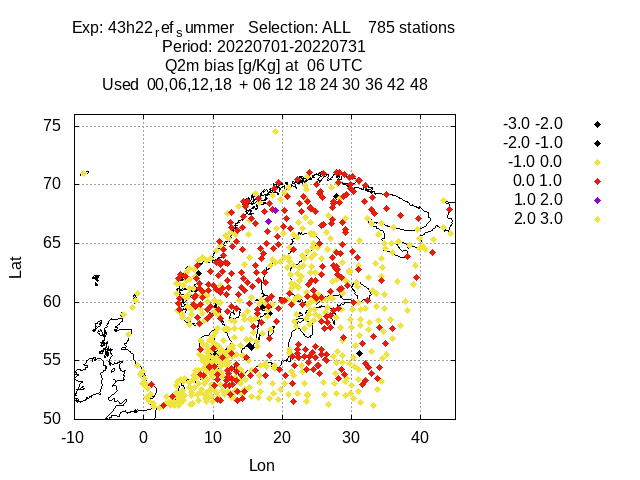 Exp: 43h22refsummer   Selection: ALL    785 stations
Period: 20220701-20220731
Q2m bias [g/Kg] at  06 UTC
Used  00,06,12,18  + 06 12 18 24 30 36 42 48
-3.0 -2.0
-2.0 -1.0
-1.0 0.0
0.0 1.0
1.0 2.0
2.0 3.0
75
70
65
60
55
50
Lat
-10 0 10 20 30 40
Lon